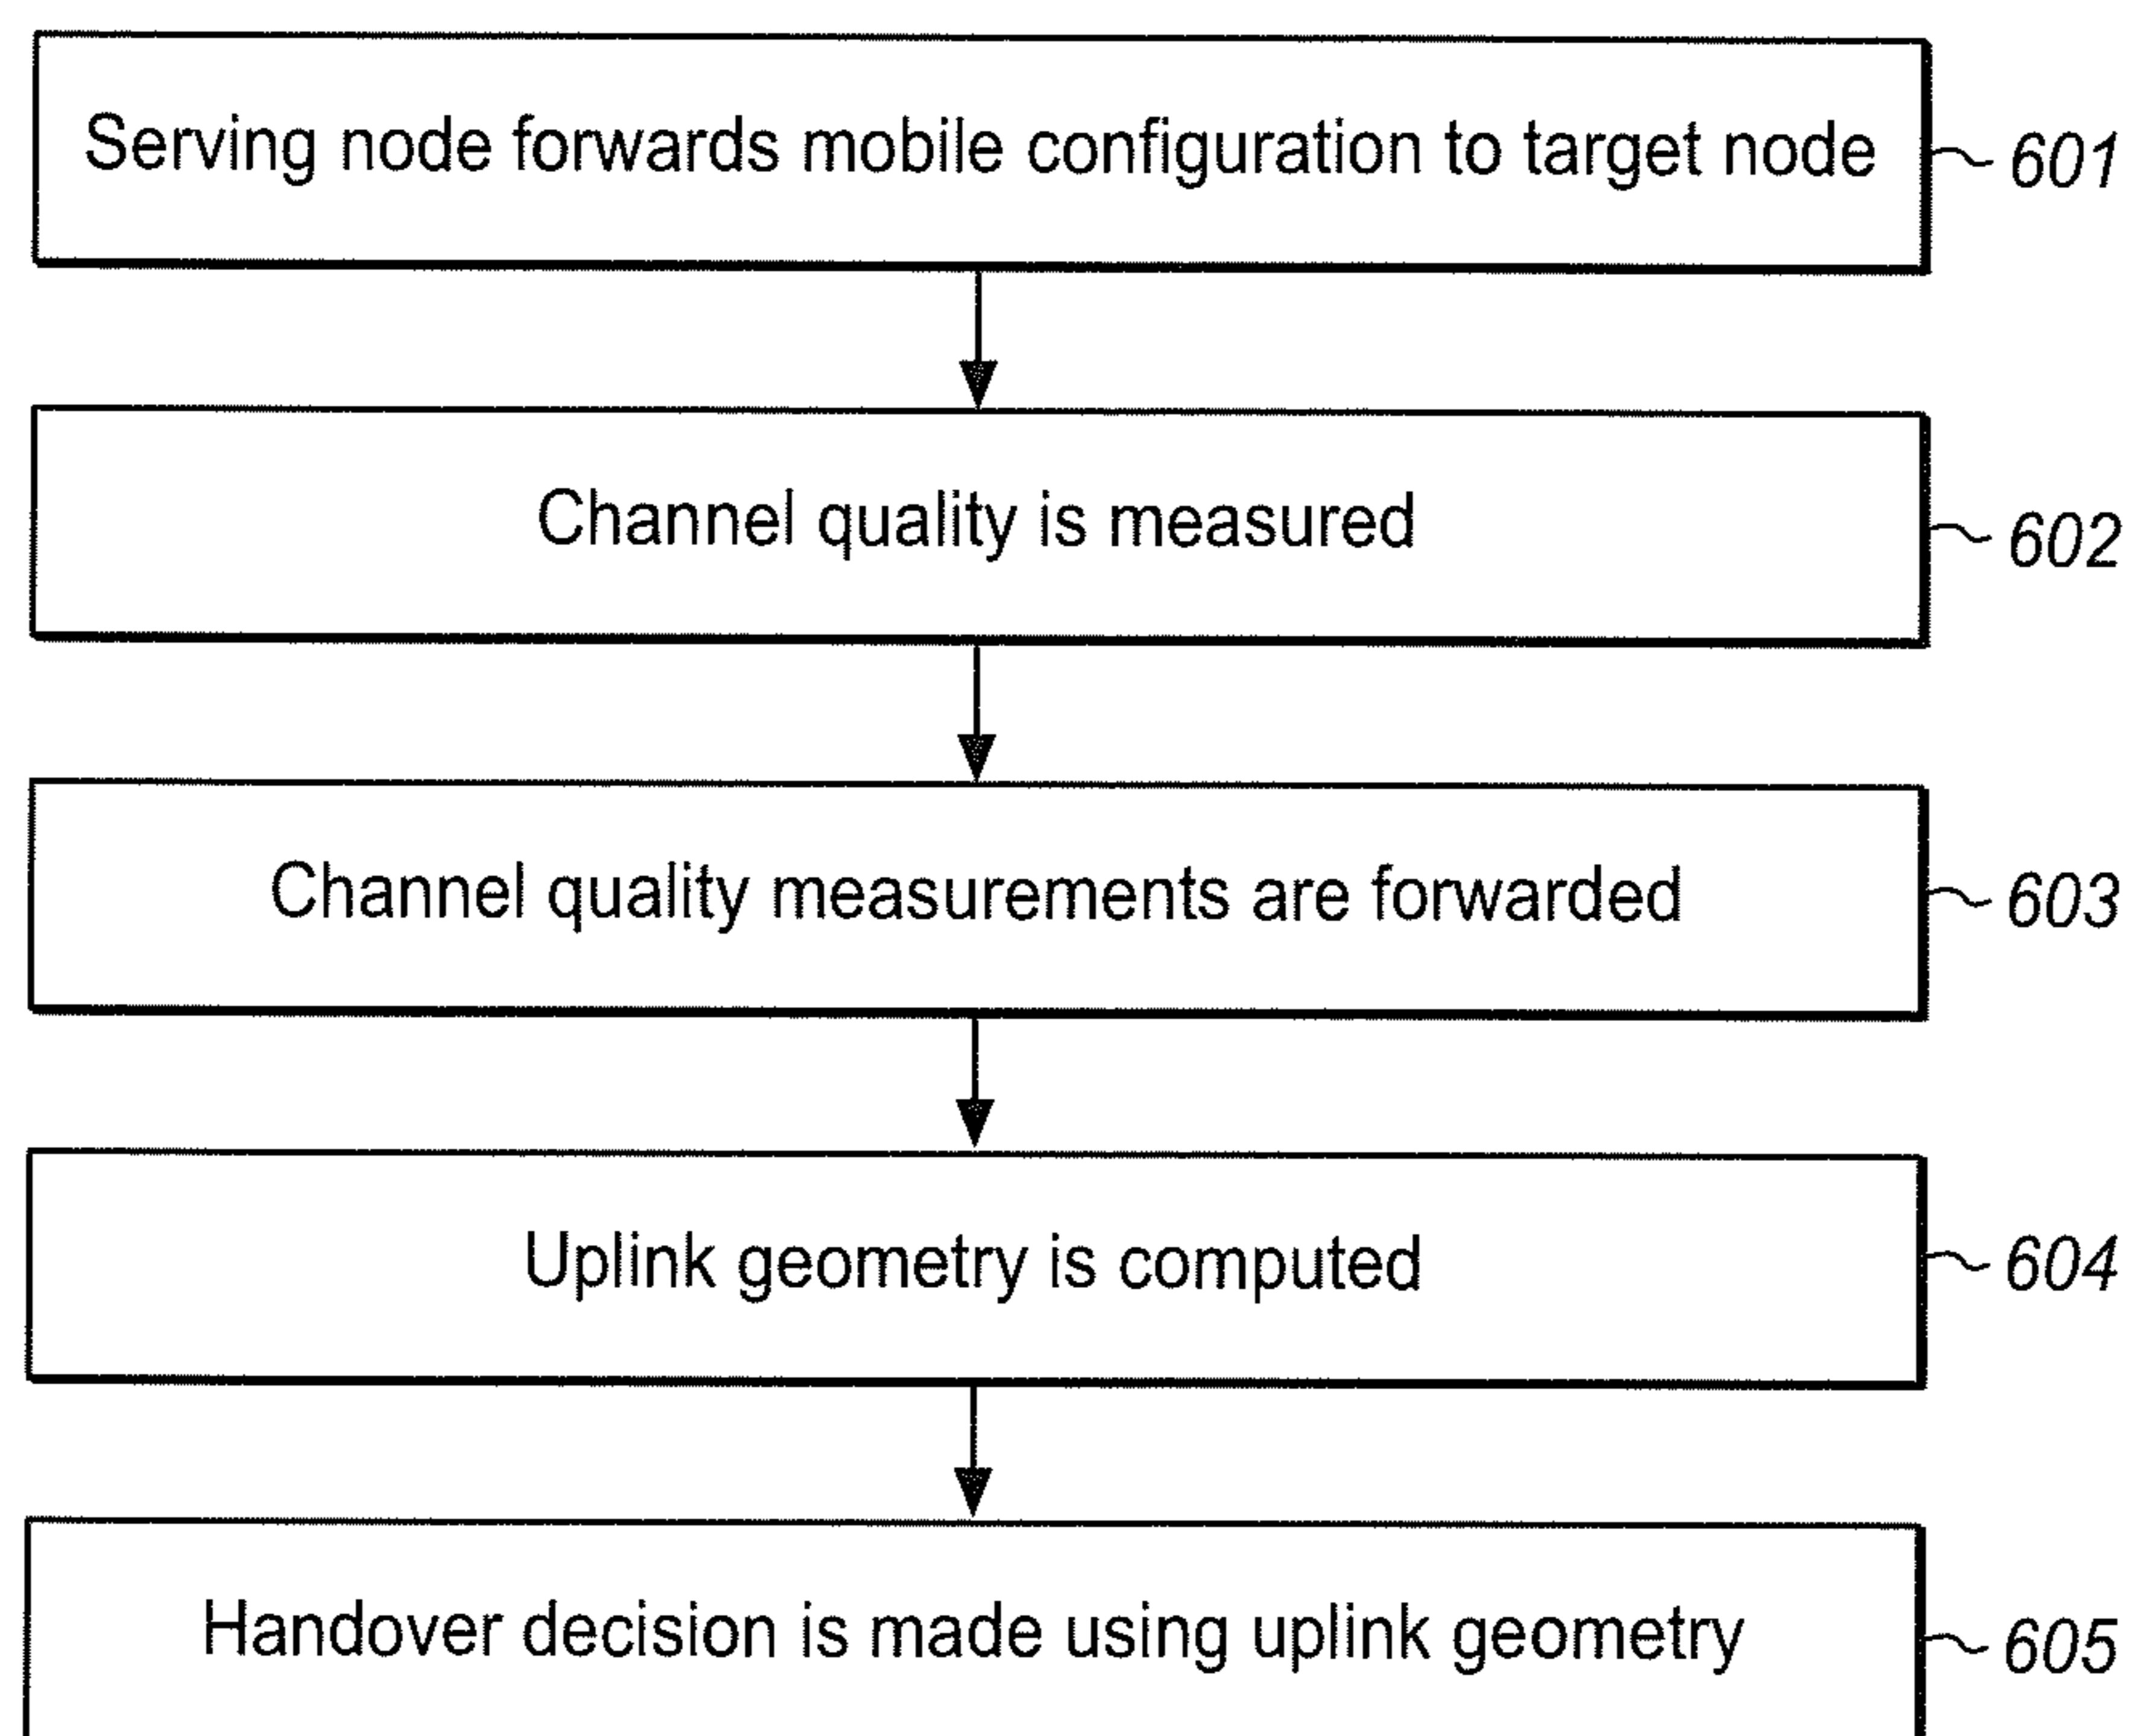 Serving node forwards mobile configuration to target node
601
Channel quality is measured
602
Channel quality measurements are forwarded
603
Uplink geometry is computed
604
Handover decision is made using uplink geometry
605